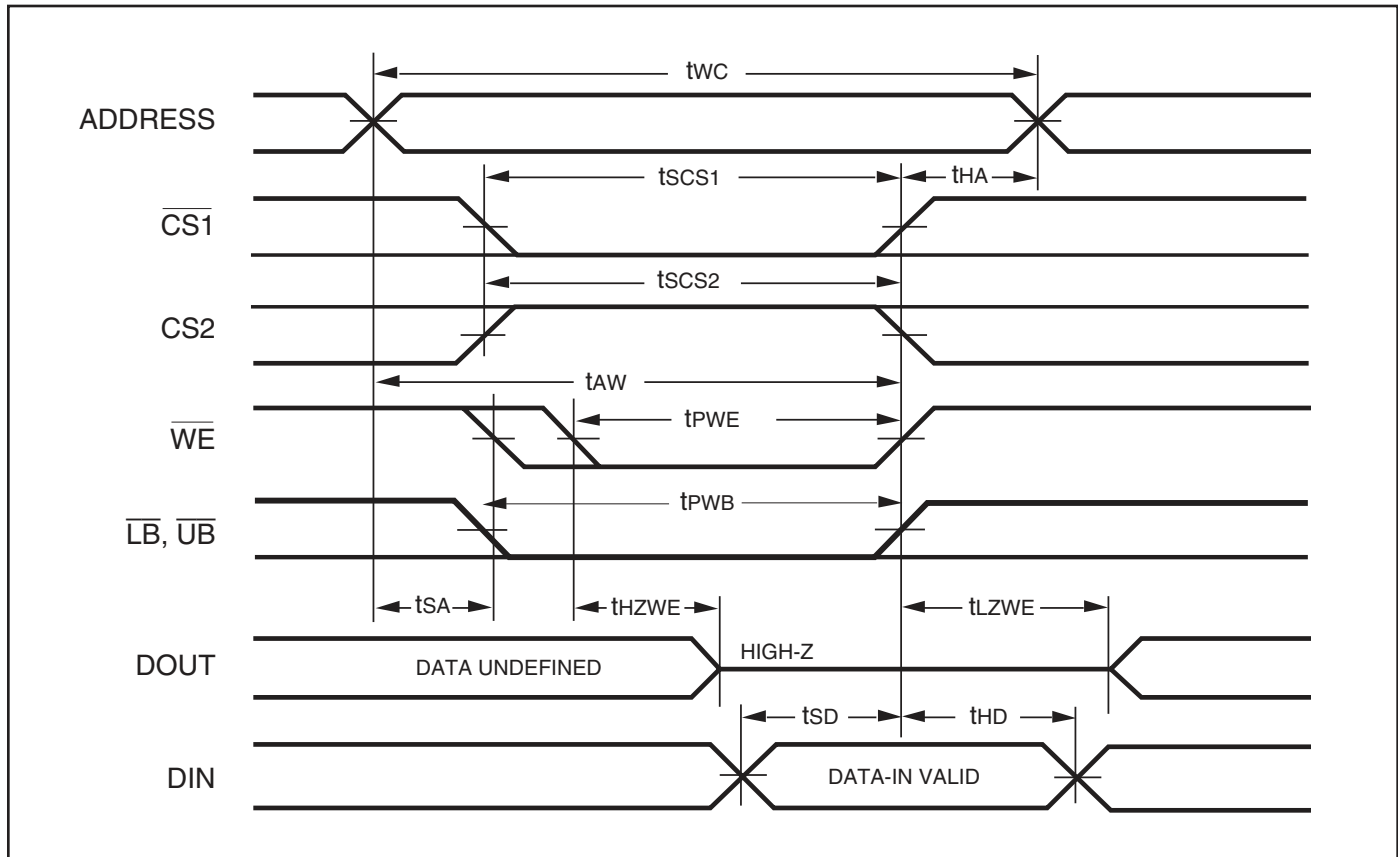 tWC
ADDRESS
tSCS1
tHA
CS1
tSCS2
CS2
tAW
WE
tPWE
tPWB
LB, UB
tSA
tHZWE
tLZWE
DOUT
DATA UNDEFINED
HIGH-Z
tSD
tHD
DIN
DATA-IN VALID